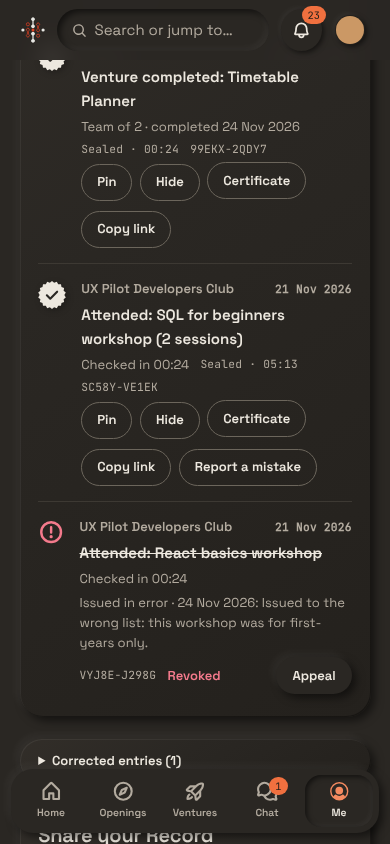 Search or jump to...
23
Venture completed: Timetable
Planner
Team of 2 · completed 24 Nov 2026
Sealed · 00:24 99EKX-2QDY7
Pin Hide Certificate
Copy link
UX Pilot Developers Club 21 Nov 2026
Attended: SQL for beginners
workshop (2 sessions)
Checked in 00:24 Sealed · 05:13
SC58Y-VE1EK
Pin Hide Certificate
Copy link Report a mistake
UX Pilot Developers Club 21 Nov 2026
Attended: React basics workshop
Checked in 00:24
Issued in error · 24 Nov 2026: Issued to the
wrong list: this workshop was for first-
years only.
VYJ8E-J298G Revoked Appeal
Corrected entries (1)
1
Home Openings Ventures Chat Me
Share your Record